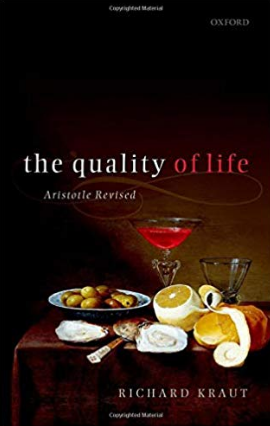 Copyrighted Material
OXFORD
the quality of life
Aristotle Revised
RICHARD KRAUT
Copyrighted Material